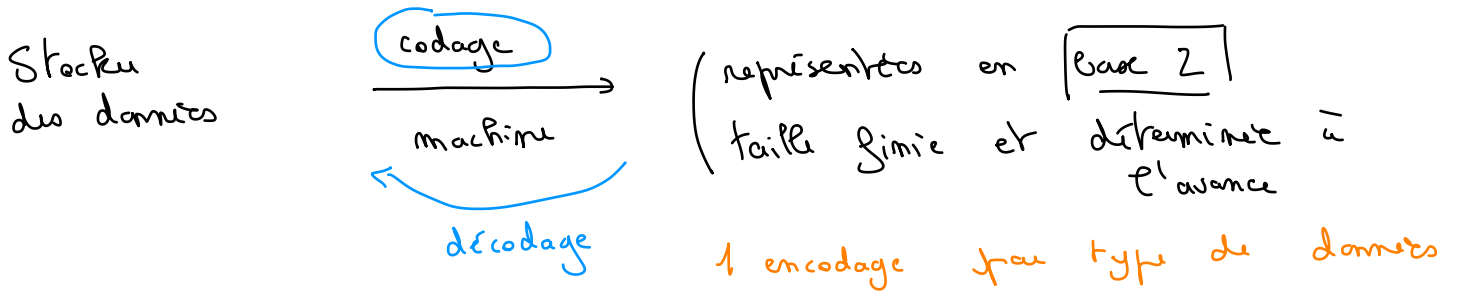 Stocker
des données
codage
machine
décodage
représentées en base 2
taille finie et déterminée à
l'avance
1 encodage par type de données